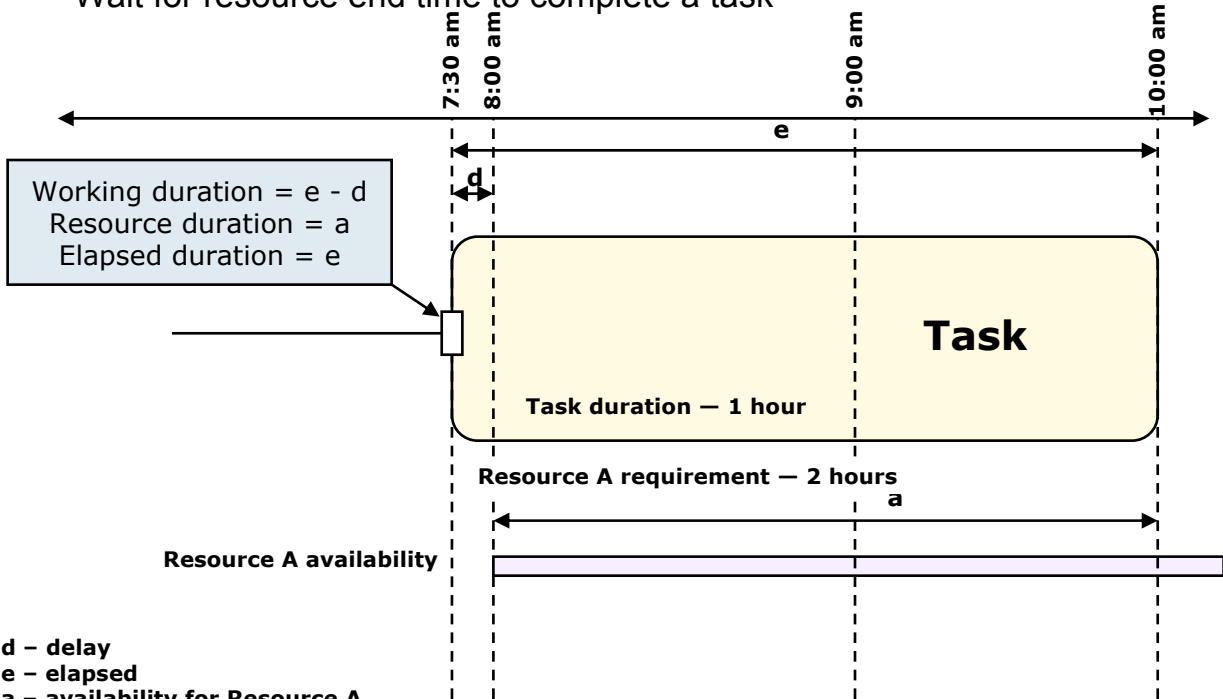 Wait for resource end time to complete a task
7:30 am
8:00 am
9:00 am
10:00 am
e
d
Working duration = e - d
Resource duration = a
Elapsed duration = e
Task
Task duration — 1 hour
Resource A requirement — 2 hours
a
Resource A availability
d – delay
e – elapsed
a – availability for Resource A